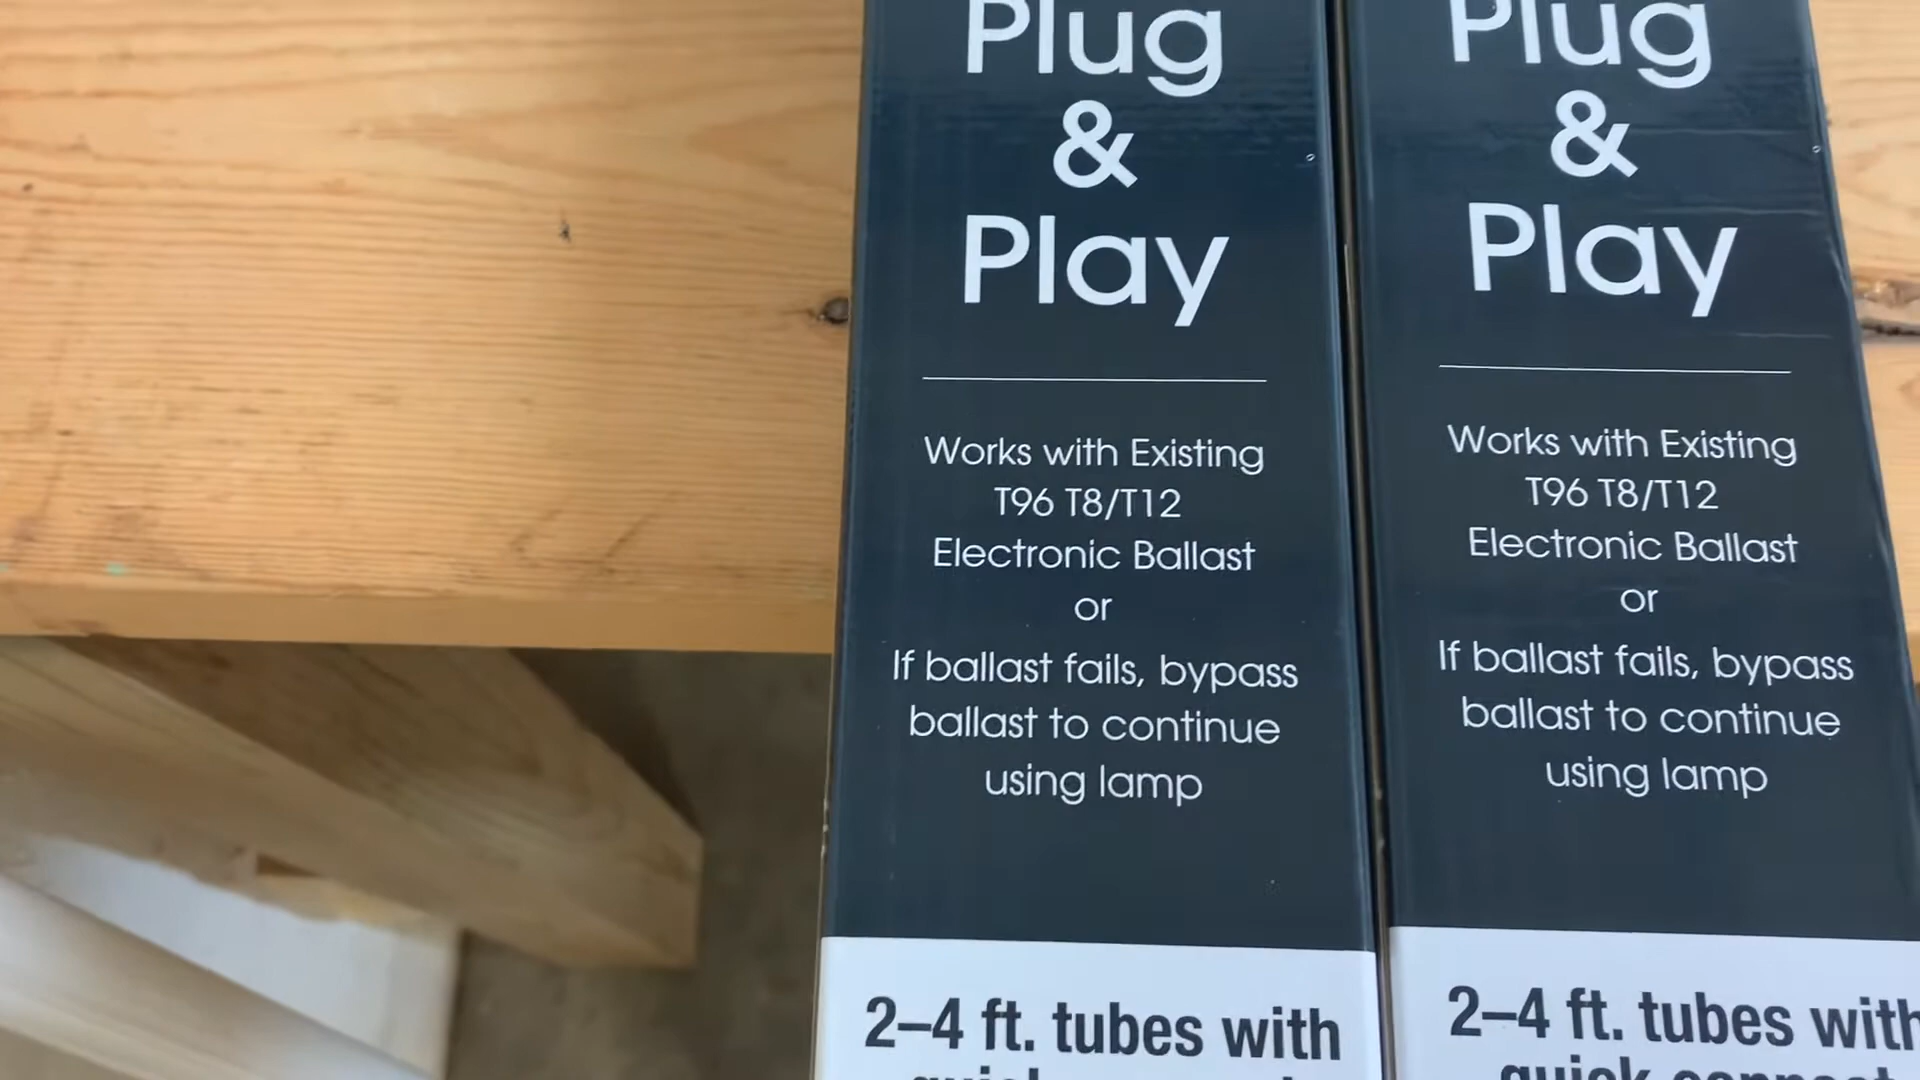 Plug
&
Play
Works with Existing
T96 T8/T12
Electronic Ballast
or
If ballast fails, bypass
ballast to continue
using lamp
2–4 ft. tubes with
Plug
&
Play
Works with Existing
T96 T8/T12
Electronic Ballast
or
If ballast fails, bypass
ballast to continue
using lamp
2–4 ft. tubes with
quick connect